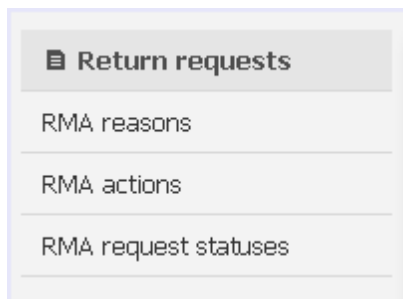 Return requests
RMA reasons
RMA actions
RMA request statuses